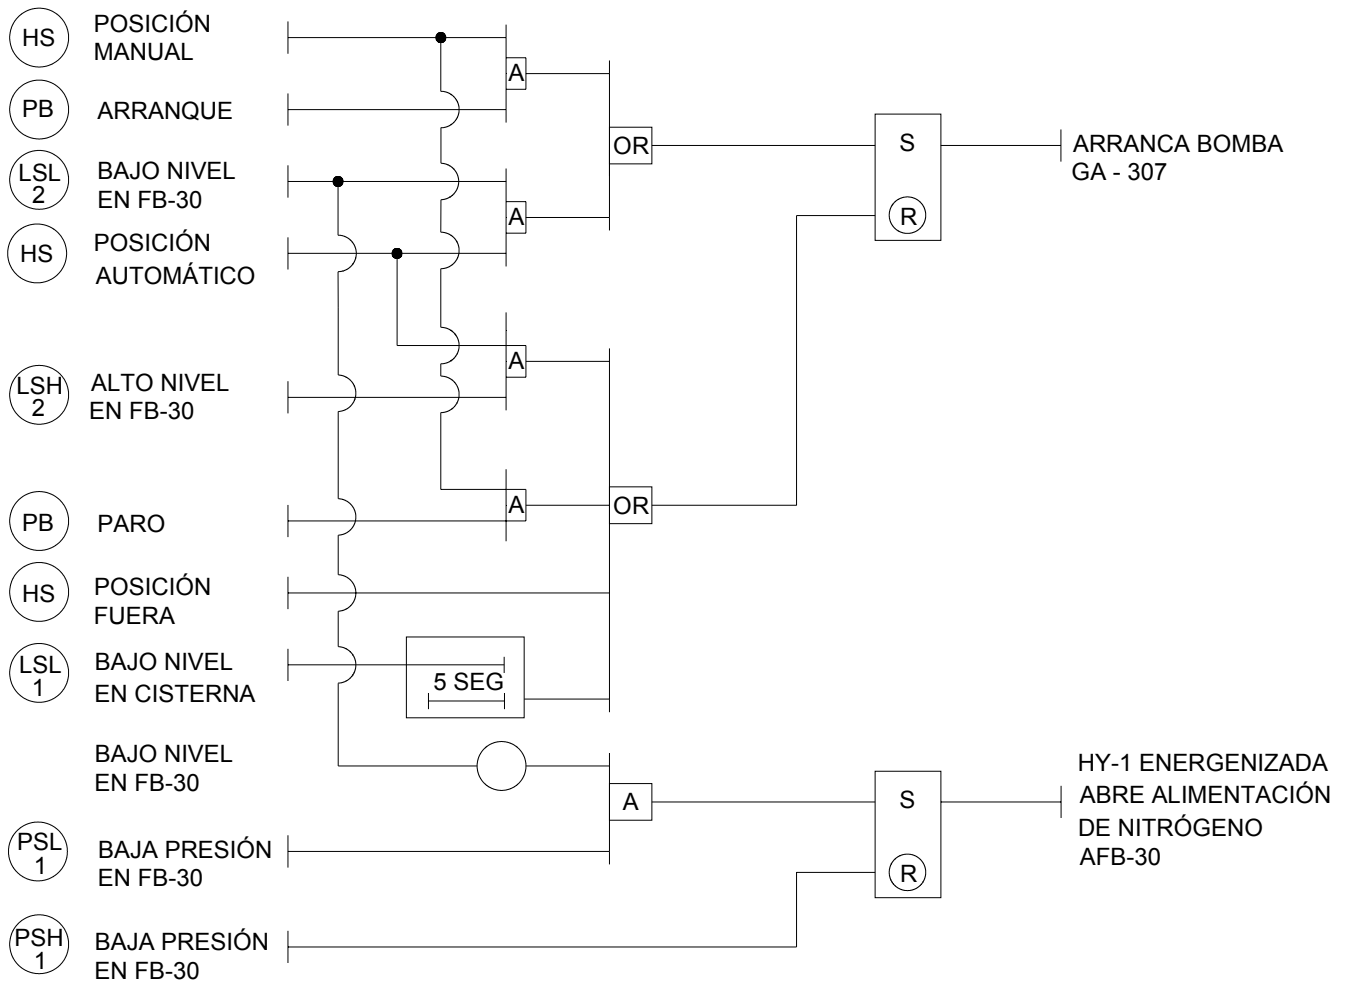 HS
POSICIÓN
MANUAL
A
PB
ARRANQUE
OR
S
ARRANCA BOMBA
GA - 307
LSL
2
BAJO NIVEL
EN FB-30
A
R
HS
POSICIÓN
AUTOMÁTICO
A
LSH
2
ALTO NIVEL
EN FB-30
A
OR
PB
PARO
HS
POSICIÓN
FUERA
LSL
1
BAJO NIVEL
EN CISTERNA
5 SEG
BAJO NIVEL
EN FB-30
A
S
HY-1 ENERGENIZADA
ABRE ALIMENTACIÓN
DE NITRÓGENO
AFB-30
PSL
1
BAJA PRESIÓN
EN FB-30
R
PSH
1
BAJA PRESIÓN
EN FB-30